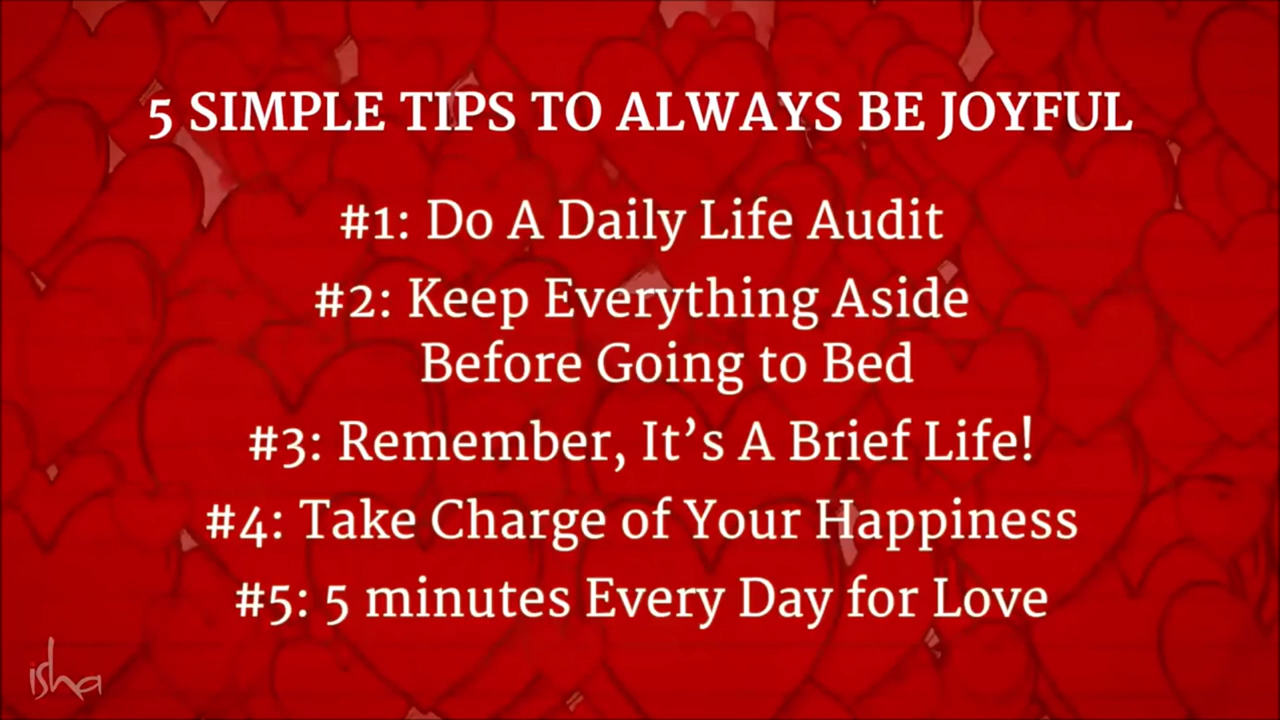 5 SIMPLE TIPS TO ALWAYS BE JOYFUL
#1: Do A Daily Life Audit
#2: Keep Everything Aside
Before Going to Bed
#3: Remember, It’s A Brief Life!
#4: Take Charge of Your Happiness
#5: 5 minutes Every Day for Love
isha